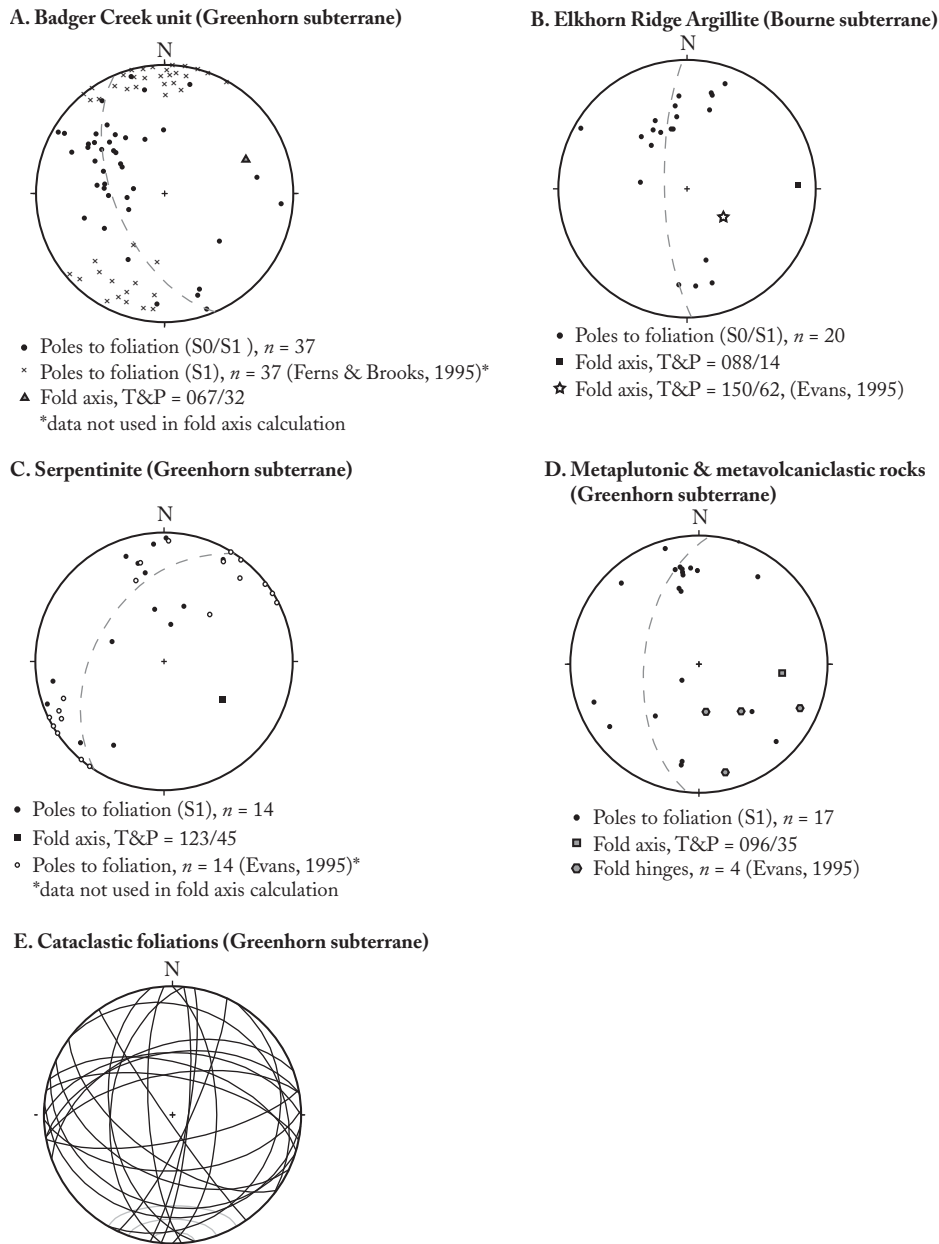 A. Badger Creek unit (Greenhorn subterrane)
N
• Poles to foliation (S0/S1 ), n = 37
× Poles to foliation (S1), n = 37 (Ferns & Brooks, 1995)*
Fold axis, T&P = 067/32
*data not used in fold axis calculation
B. Elkhorn Ridge Argillite (Bourne subterrane)
N
• Poles to foliation (S0/S1), n = 20
■ Fold axis, T&P = 088/14
☆ Fold axis, T&P = 150/62, (Evans, 1995)
C. Serpentinite (Greenhorn subterrane)
N
• Poles to foliation (S1), n = 14
■ Fold axis, T&P = 123/45
○ Poles to foliation, n = 14 (Evans, 1995)*
*data not used in fold axis calculation
D. Metaplutonic & metavolcaniclastic rocks
(Greenhorn subterrane)
N
• Poles to foliation (S1), n = 17
Fold axis, T&P = 096/35
Fold hinges, n = 4 (Evans, 1995)
E. Cataclastic foliations (Greenhorn subterrane)
N